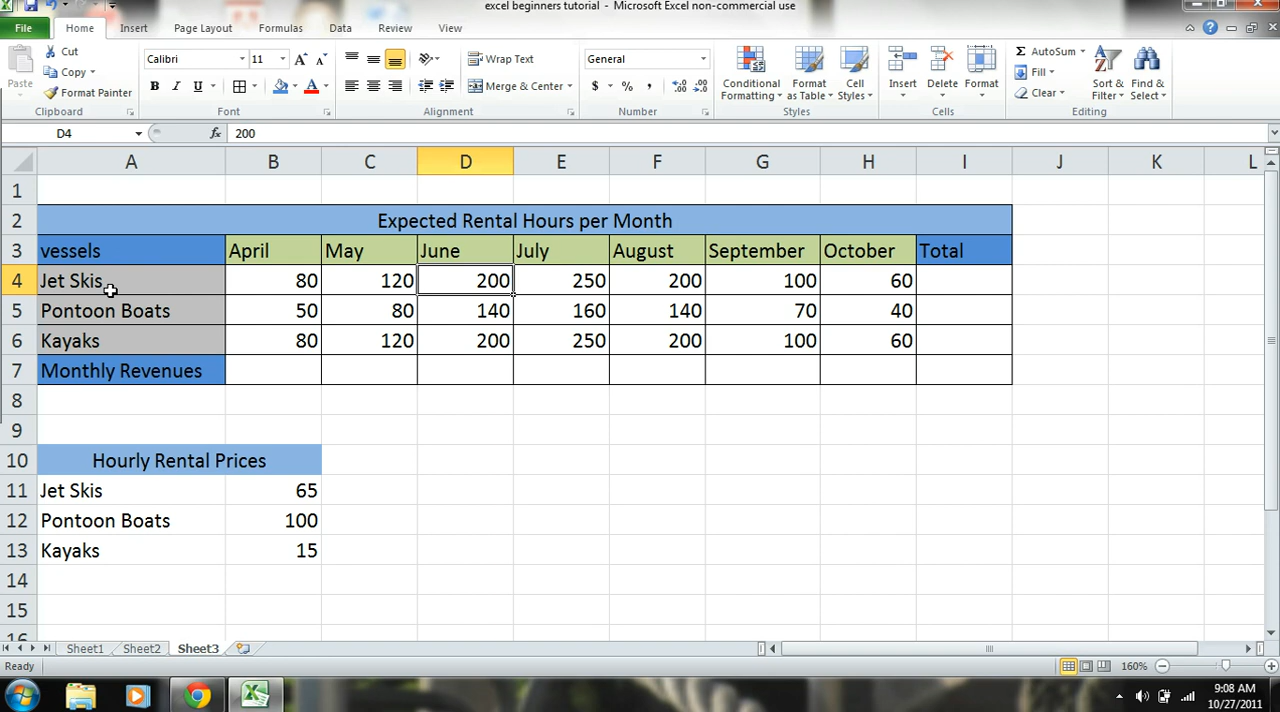 excel beginners tutorial - Microsoft Excel non-commercial use
File Home Insert Page Layout Formulas Data Review View
Paste Cut Calibri 11 A A Wrap Text General Conditional Formatting Format as Table Cell Styles Insert Delete Format Σ AutoSum Sort & Filter Find & Select
Copy Fill
Format Painter B I U A Merge & Center $ % , .0 .00 .00 .0 Clear
Clipboard Font Alignment Number Styles Cells Editing
D4 fx 200
A B C D E F G H I J K L
1
2 Expected Rental Hours per Month
3 vessels April May June July August September October Total
4 Jet Skis 80 120 200 250 200 100 60
5 Pontoon Boats 50 80 140 160 140 70 40
6 Kayaks 80 120 200 250 200 100 60
7 Monthly Revenues
8
9
10 Hourly Rental Prices
11 Jet Skis 65
12 Pontoon Boats 100
13 Kayaks 15
14
15
16
Sheet1 Sheet2 Sheet3
Ready 160%
9:08 AM
10/27/2011